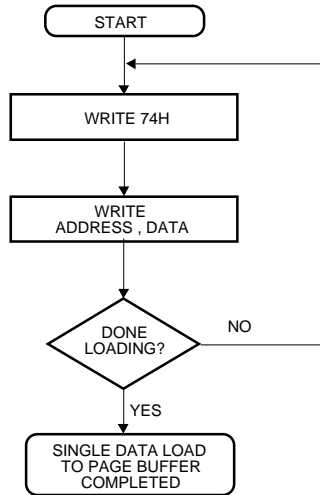 START
WRITE 74H
WRITE
ADDRESS , DATA
DONE
LOADING?
NO
YES
SINGLE DATA LOAD
TO PAGE BUFFER
COMPLETED